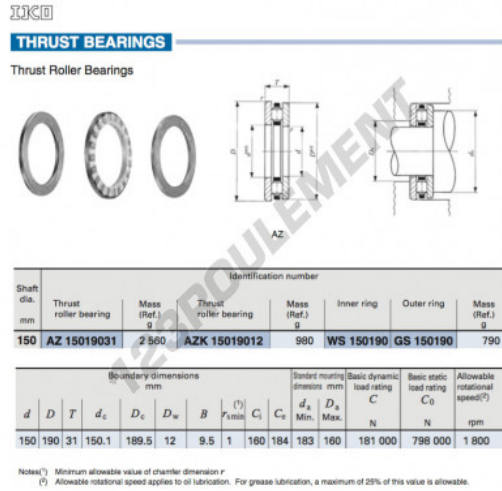 IKO
THRUST BEARINGS
Thrust Roller Bearings
T
r
D
d
AZ
123ROULEMENT
Identification number
Shaft dia. mm
Thrust roller bearing
Mass (Ref.) g
Thrust roller bearing
Mass (Ref.) g
Inner ring
Outer ring
Mass (Ref.) g
150 AZ 15019031 2 560 AZK 15019012 980 WS 150190 GS 150190 790
Boundary dimensions mm
Standard mounting dimensions mm
Basic dynamic load rating C N
Basic static load rating C0 N
Allowable rotational speed(2) rpm
d D T dc Dc Dw B rs min(1) Ci Ce da Min. Da Max.
150 190 31 150.1 189.5 12 9.5 1 160 184 183 160 181 000 798 000 1 800
Notes(1) Minimum allowable value of chamfer dimension r
(2) Allowable rotational speed applies to oil lubrication. For grease lubrication, a maximum of 25% of this value is allowable.